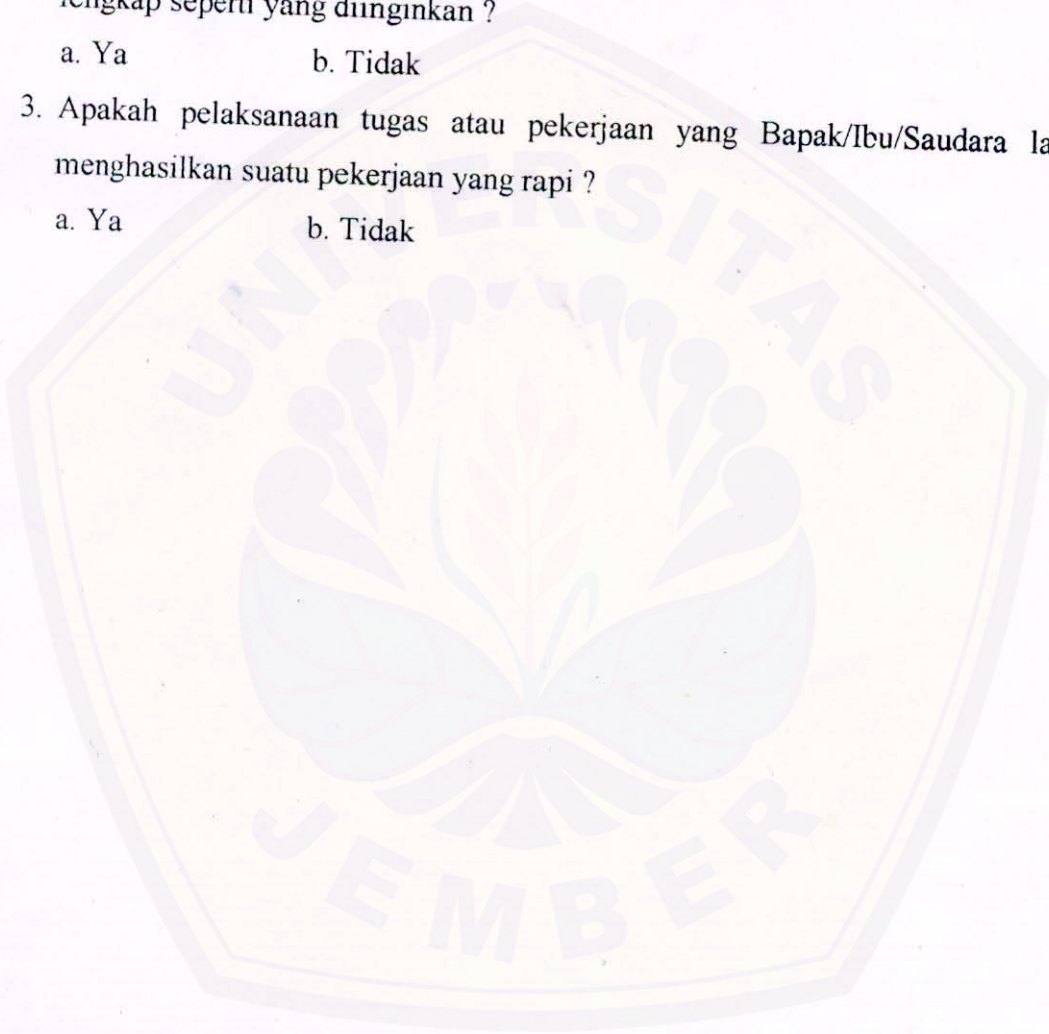 lengkap seperti yang diinginkan ?
a. Ya b. Tidak
3. Apakah pelaksanaan tugas atau pekerjaan yang Bapak/Ibu/Saudara la
menghasilkan suatu pekerjaan yang rapi ?
a. Ya b. Tidak
UNIVERSITAS
JEMBER